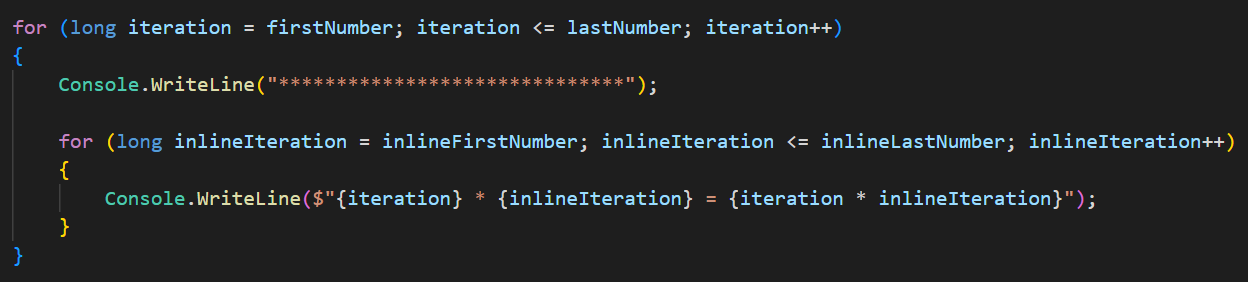 for (long iteration = firstNumber; iteration <= lastNumber; iteration++)
{
    Console.WriteLine("******************************");

    for (long inlineIteration = inlineFirstNumber; inlineIteration <= inlineLastNumber; inlineIteration++)
    {
        Console.WriteLine($"{iteration} * {inlineIteration} = {iteration * inlineIteration}");
    }
}